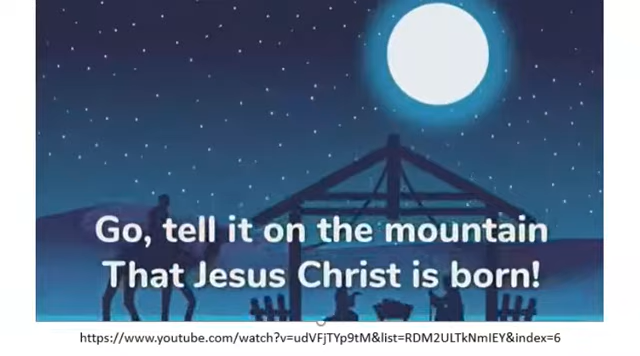 Go, tell it on the mountain
That Jesus Christ is born!
https://www.youtube.com/watch?v=udVFjTYp9tM&list=RDM2ULTkNmIEY&index=6